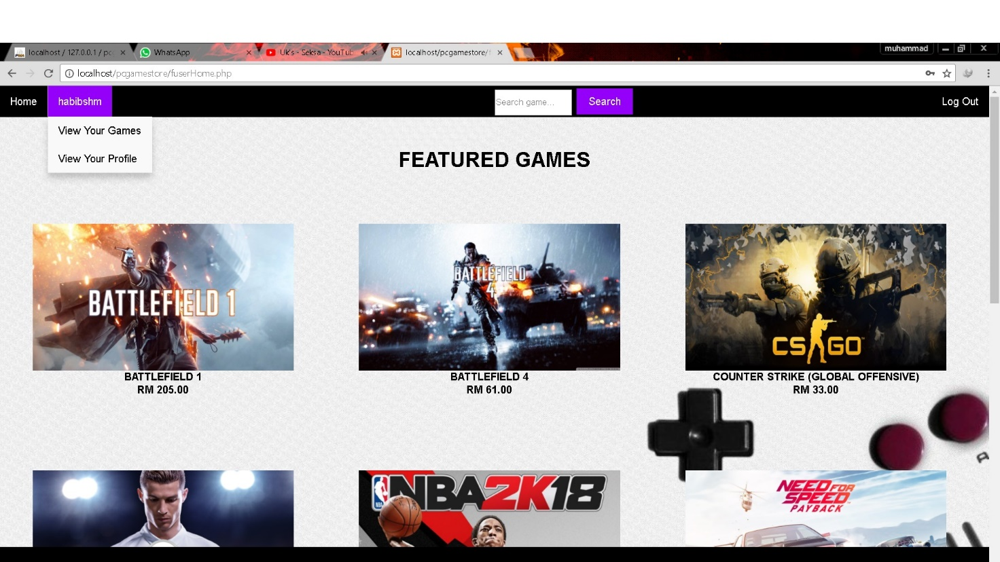 localhost / 127.0.0.1 / pc
WhatsApp
Uk's - Seksa - YouTub
localhost/pcgamestore/f
muhammad
localhost/pcgamestore/fuserHome.php
Home
habibshm
Search game...
Search
Log Out
View Your Games
View Your Profile
FEATURED GAMES
BATTLEFIELD 1
BATTLEFIELD 4
CS GO
BATTLEFIELD 1
BATTLEFIELD 4
COUNTER STRIKE (GLOBAL OFFENSIVE)
RM 205.00
RM 61.00
RM 33.00
A
NBA 2K18
NEED FOR
SPEED
PAYBACK